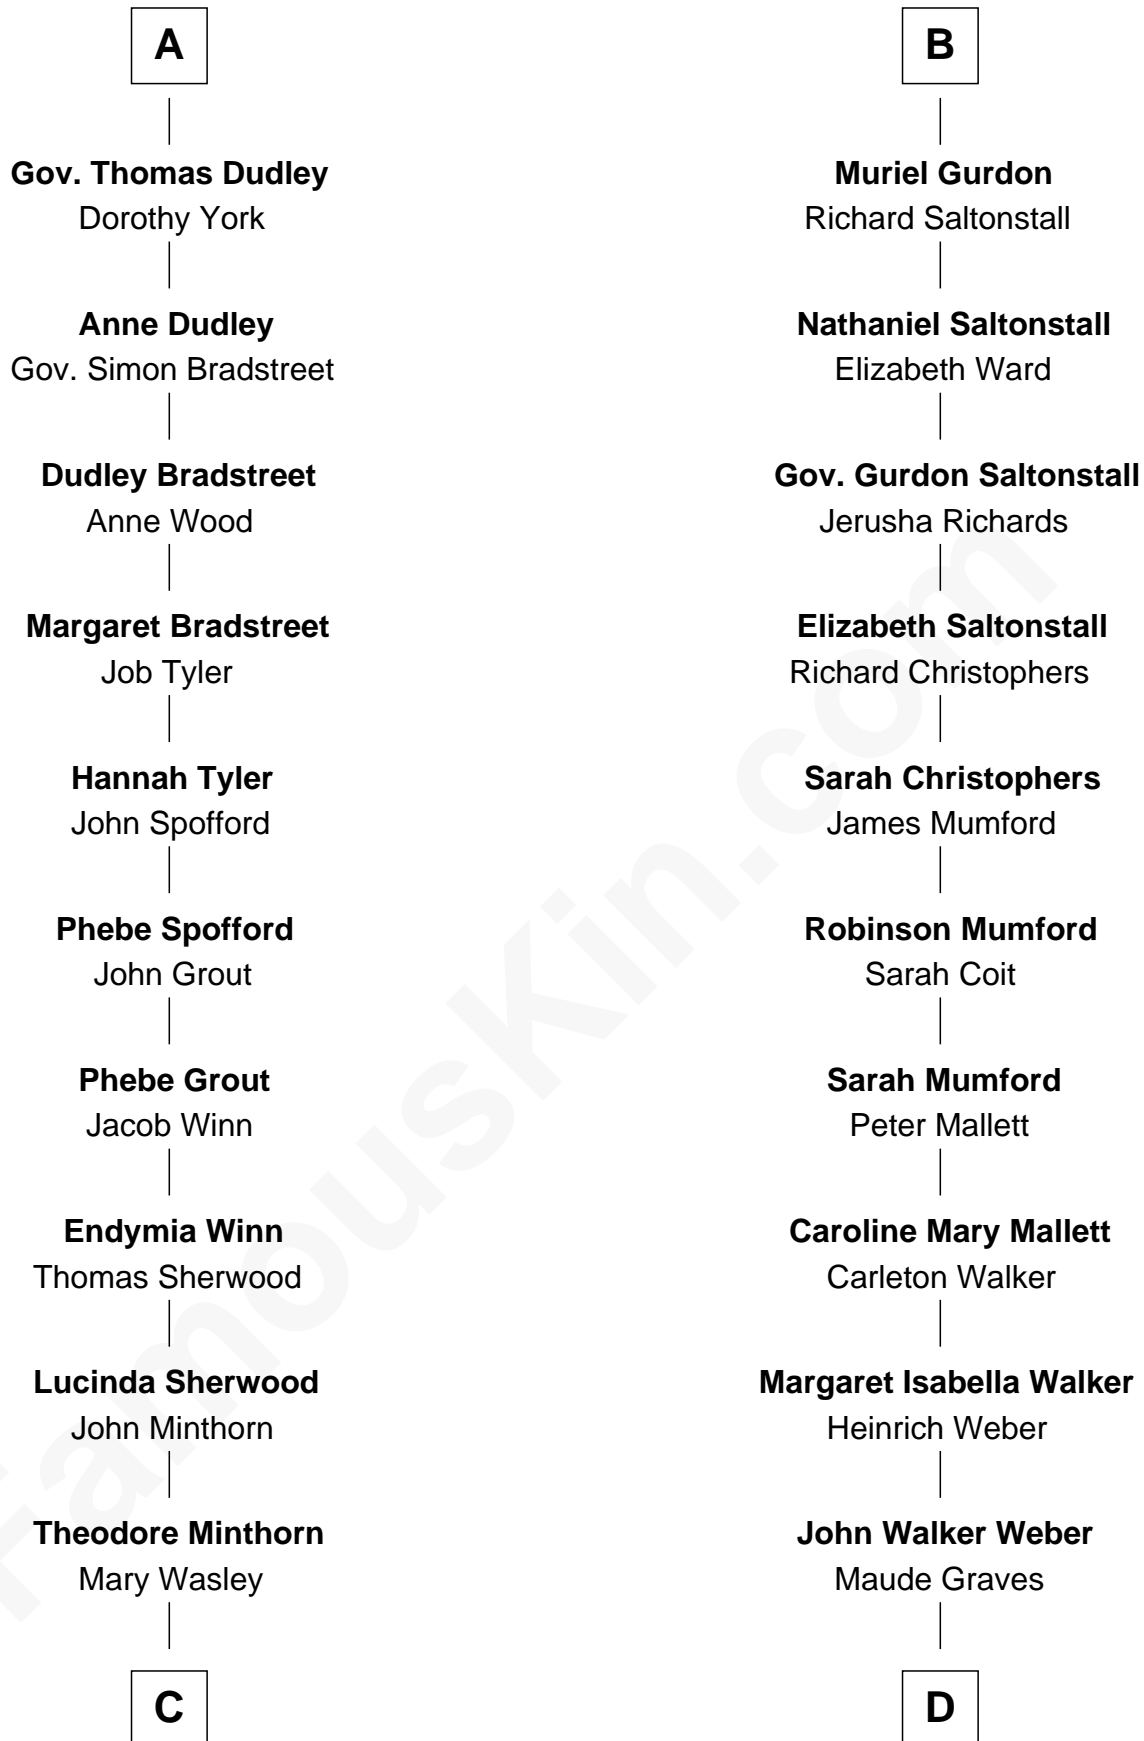 A
Gov. Thomas Dudley
Dorothy York
Anne Dudley
Gov. Simon Bradstreet
Dudley Bradstreet
Anne Wood
Margaret Bradstreet
Job Tyler
Hannah Tyler
John Spofford
Phebe Spofford
John Grout
Phebe Grout
Jacob Winn
Endymia Winn
Thomas Sherwood
Lucinda Sherwood
John Minthorn
Theodore Minthorn
Mary Wasley
C
B
Muriel Gurdon
Richard Saltonstall
Nathaniel Saltonstall
Elizabeth Ward
Gov. Gurdon Saltonstall
Jerusha Richards
Elizabeth Saltonstall
Richard Christophers
Sarah Christophers
James Mumford
Robinson Mumford
Sarah Coit
Sarah Mumford
Peter Mallett
Caroline Mary Mallett
Carleton Walker
Margaret Isabella Walker
Heinrich Weber
John Walker Weber
Maude Graves
D
FamousKin.com